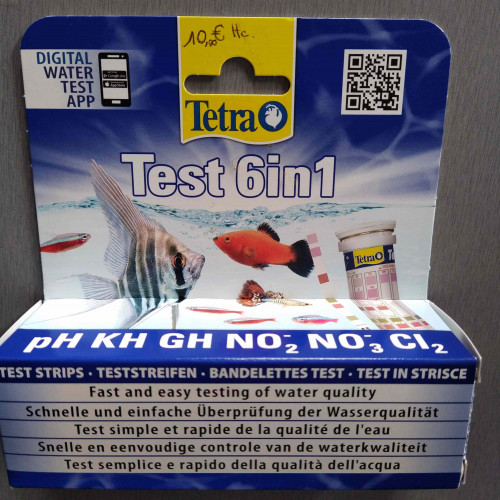 10,00€ Hc.
DIGITAL
WATER
TEST
APP
Tetra
Test 6in1
Tetra
pH KH GH NO₂⁻ NO₃⁻ Cl₂
TEST STRIPS · TESTSTREIFEN · BANDELETTES TEST · TEST IN STRISCE
Fast and easy testing of water quality
Schnelle und einfache Überprüfung der Wasserqualität
Test simple et rapide de la qualité de l'eau
Snelle en eenvoudige controle van de waterkwaliteit
Test semplice e rapido della qualità dell'acqua